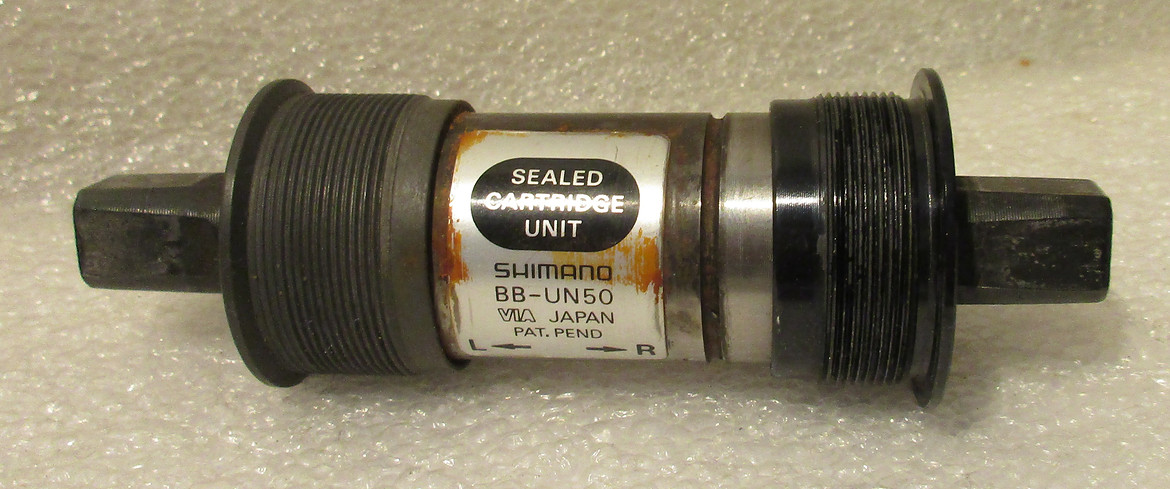 SEALED
CARTRIDGE
UNIT
SHIMANO
BB-UN50
VIA JAPAN
PAT. PEND
L ← → R